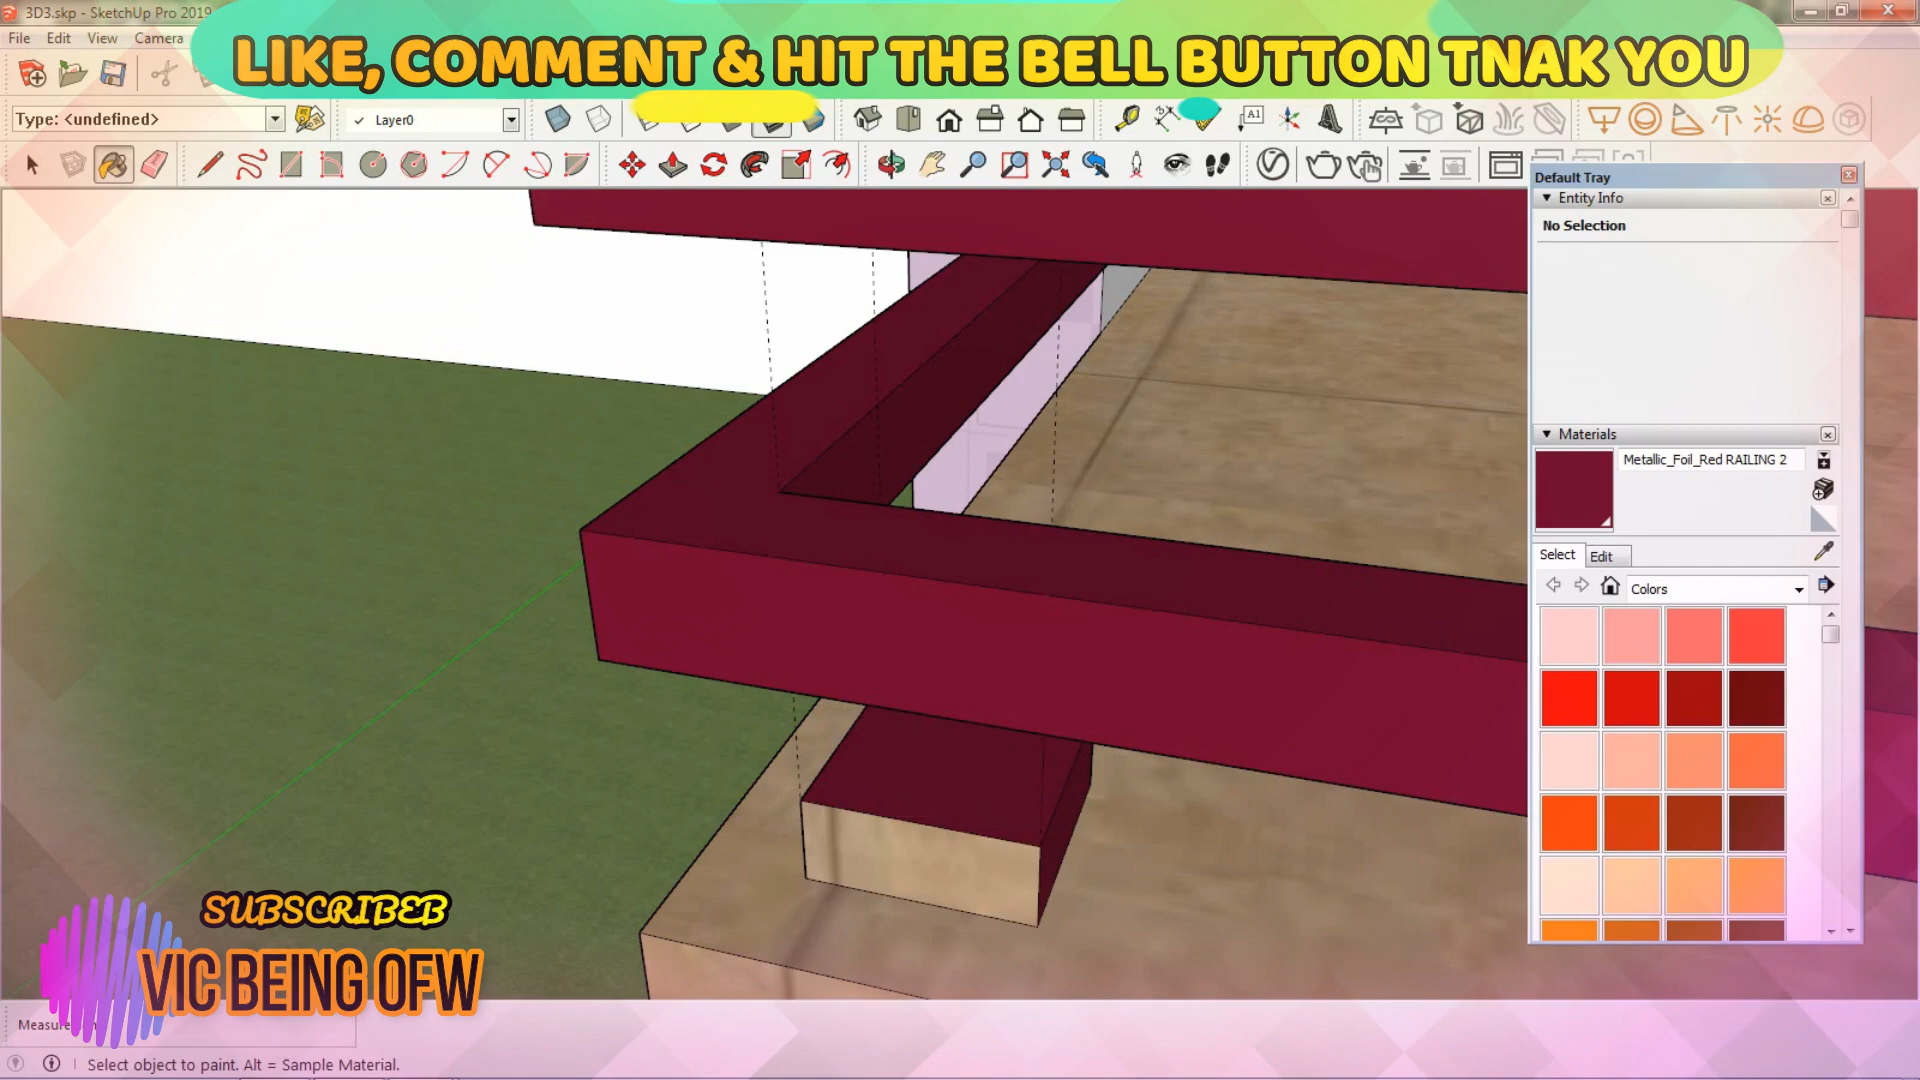 3D3.skp - SketchUp Pro 2019
LIKE, COMMENT & HIT THE BELL BUTTON TNAK YOU
File Edit View Camera
Type: <undefined>
Layer0
A1
Default Tray
Entity Info
No Selection
Materials
Metallic_Foil_Red RAILING 2
Select Edit
Colors
SUBSCRIBEB
VIC BEING OFW
Select object to paint. Alt = Sample Material.